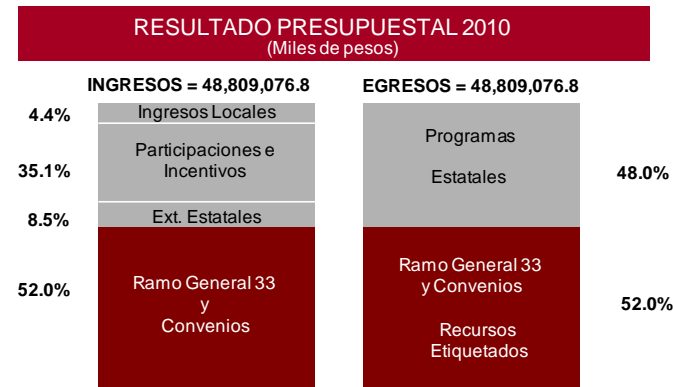 RESULTADO PRESUPUESTAL 2010
(Miles de pesos)
INGRESOS = 48,809,076.8
4.4%
Ingresos Locales
35.1%
Participaciones e
Incentivos
8.5%
Ext. Estatales
52.0%
Ramo General 33
y
Convenios
EGRESOS = 48,809,076.8
Programas
Estatales
48.0%
Ramo General 33
y Convenios
Recursos
Etiquetados
52.0%